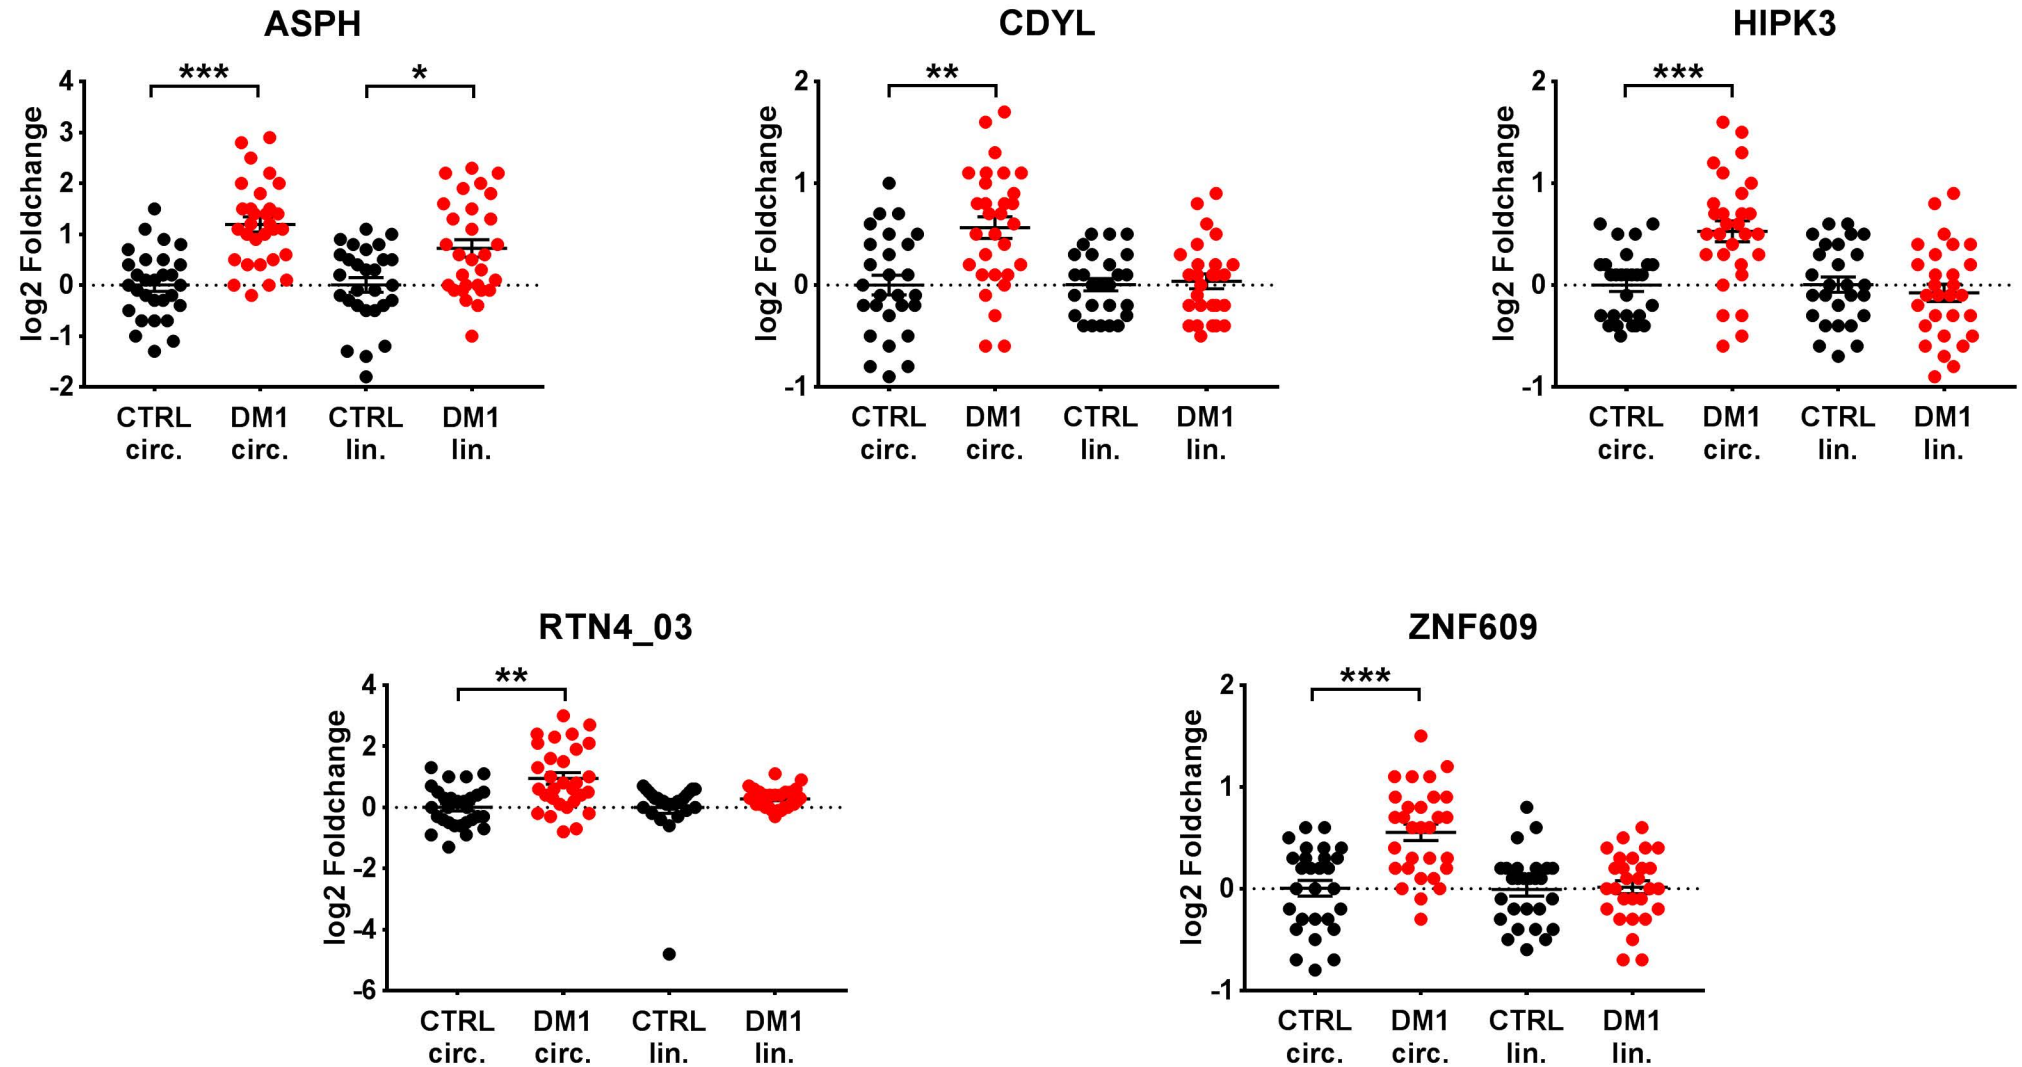 ASPH
*** *
log2 Foldchange
4
3
2
1
0
-1
-2
CTRL DM1 CTRL DM1
circ. circ. lin. lin.
CDYL
**
log2 Foldchange
2
1
0
-1
CTRL DM1 CTRL DM1
circ. circ. lin. lin.
HIPK3
***
log2 Foldchange
2
1
0
-1
CTRL DM1 CTRL DM1
circ. circ. lin. lin.
RTN4_03
**
log2 Foldchange
4
2
0
-2
-4
-6
CTRL DM1 CTRL DM1
circ. circ. lin. lin.
ZNF609
***
log2 Foldchange
2
1
0
-1
CTRL DM1 CTRL DM1
circ. circ. lin. lin.